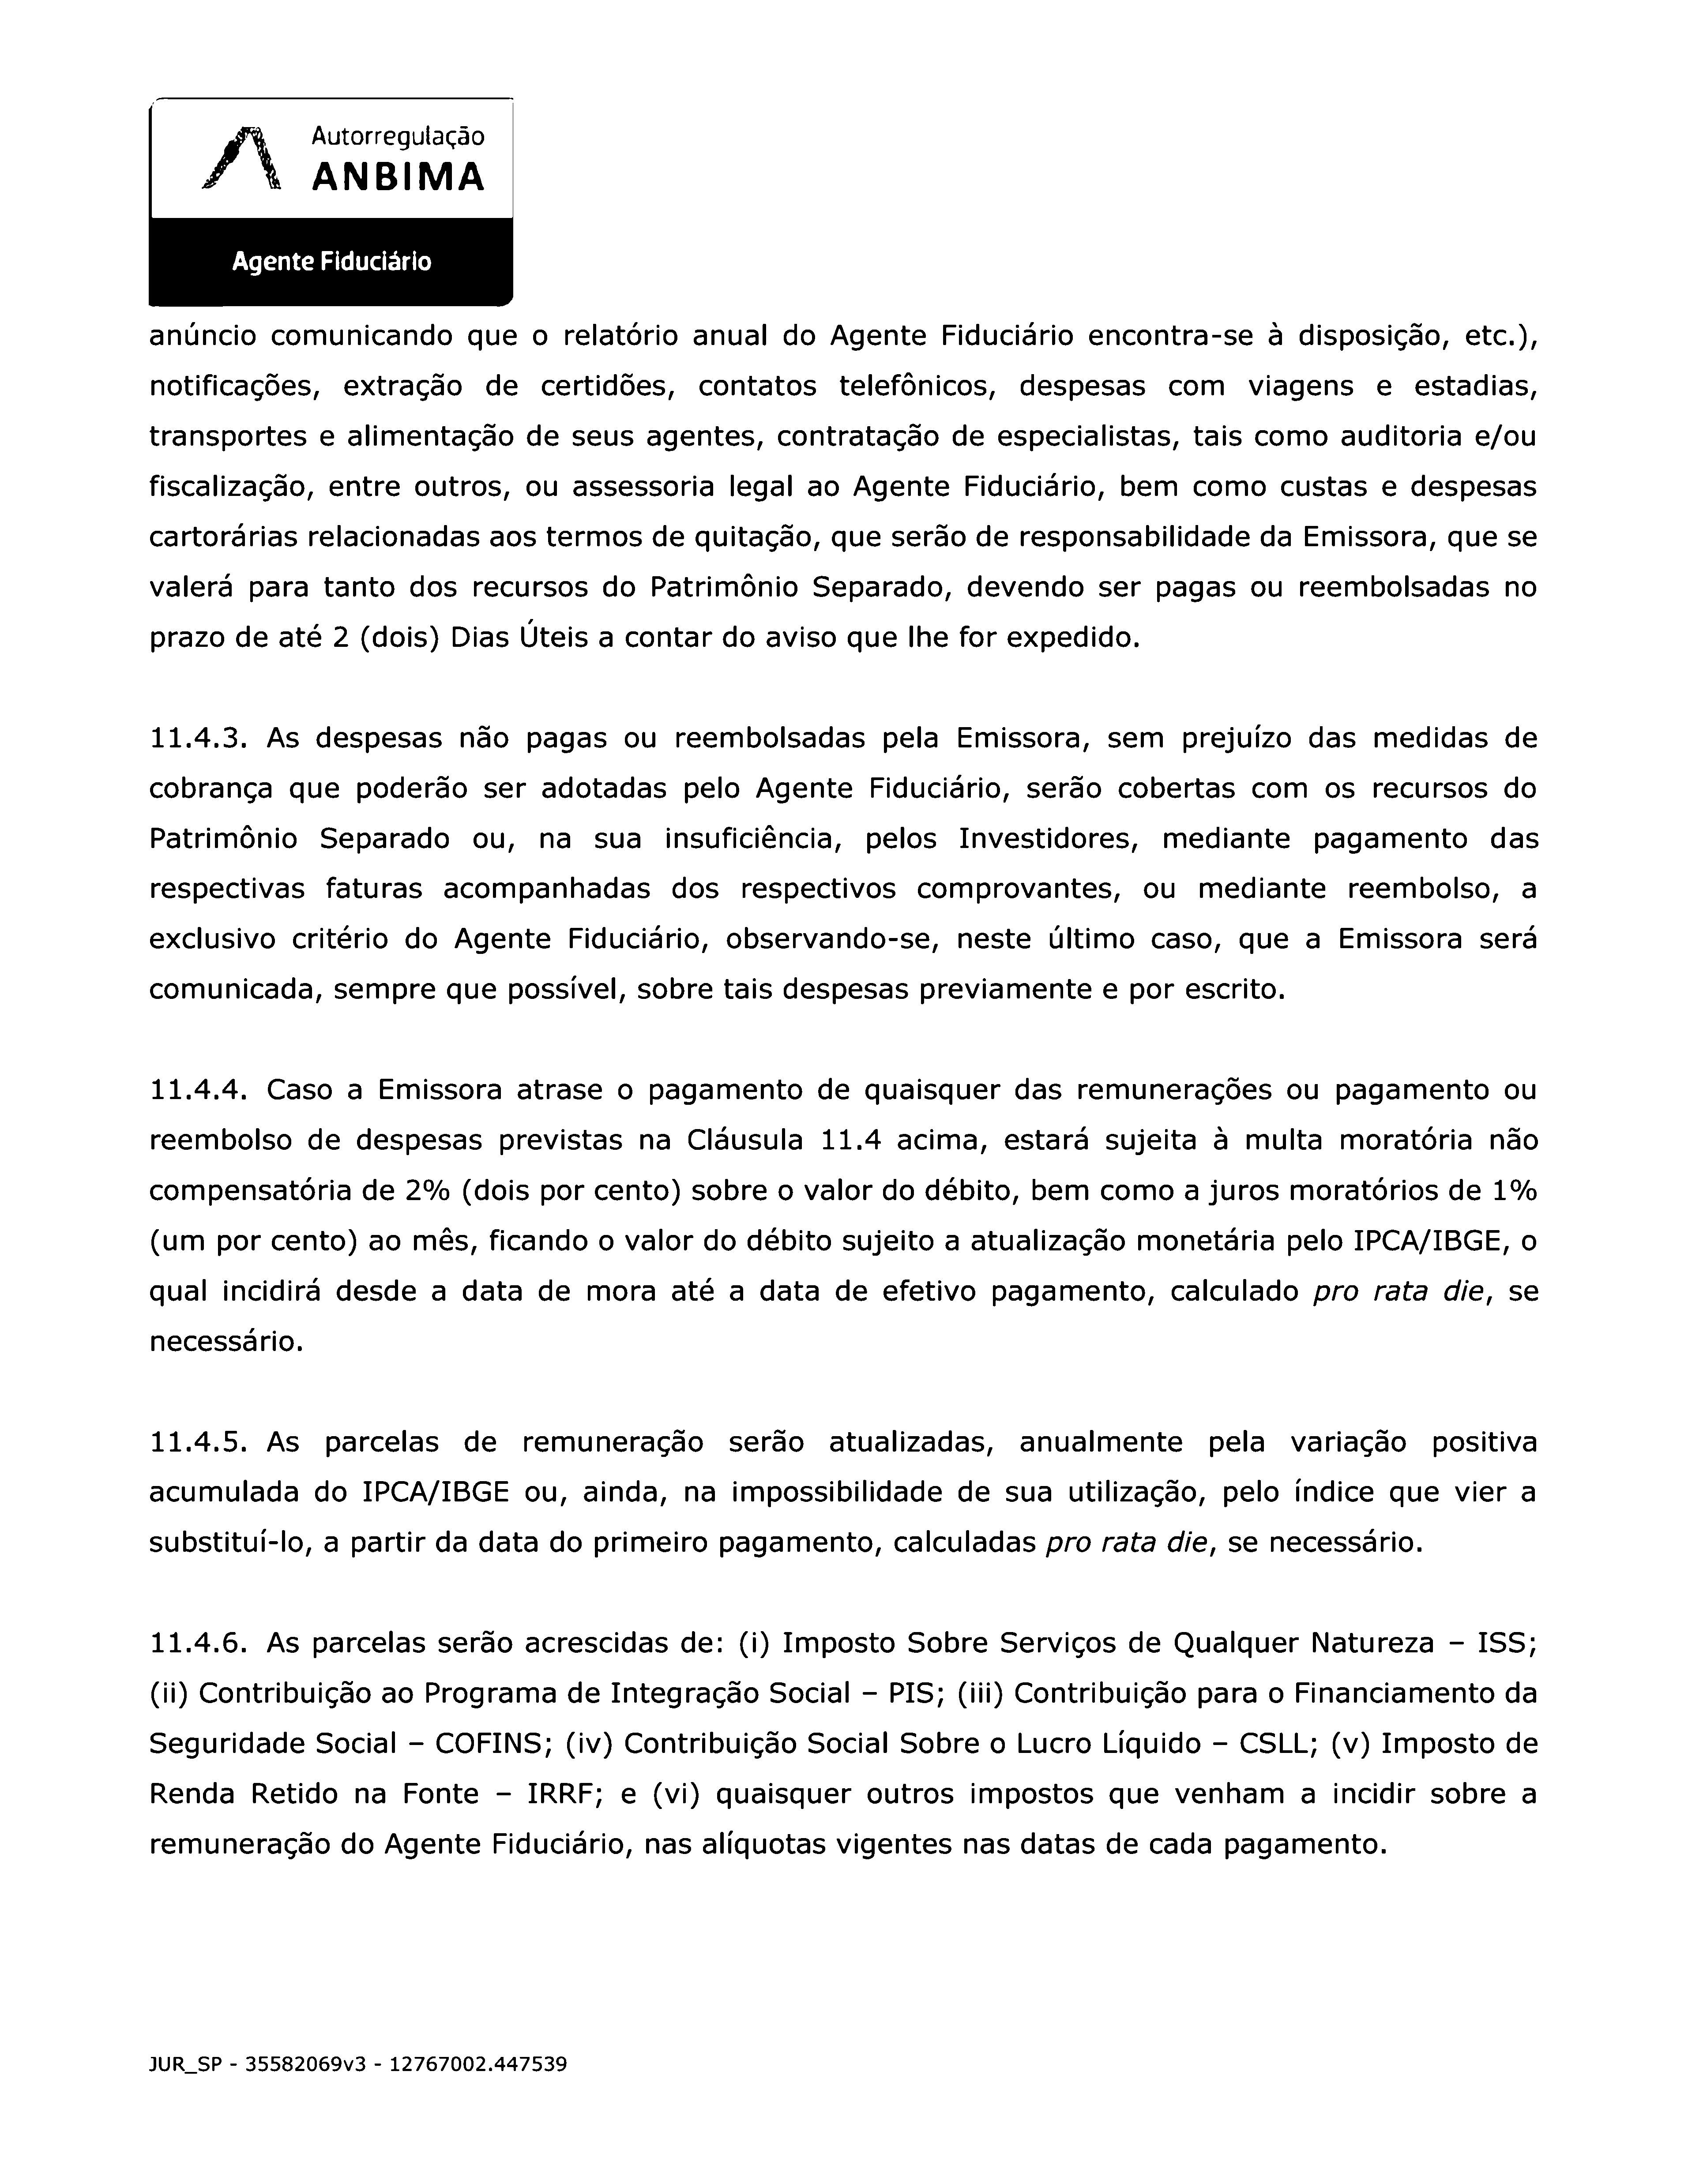 Autorregulação
ANBIMA
Agente Fiduciário
anúncio comunicando que o relatório anual do Agente Fiduciário encontra-se à disposição, etc.),
notificações, extração de certidões, contatos telefônicos, despesas com viagens e estadias,
transportes e alimentação de seus agentes, contratação de especialistas, tais como auditoria e/ou
fiscalização, entre outros, ou assessoria legal ao Agente Fiduciário, bem como custas e despesas
cartorárias relacionadas aos termos de quitação, que serão de responsabilidade da Emissora, que se
valerá para tanto dos recursos do Patrimônio Separado, devendo ser pagas ou reembolsadas no
prazo de até 2 (dois) Dias Úteis a contar do aviso que lhe for expedido.
11.4.3. As despesas não pagas ou reembolsadas pela Emissora, sem prejuízo das medidas de
cobrança que poderão ser adotadas pelo Agente Fiduciário, serão cobertas com os recursos do
Patrimônio Separado ou, na sua insuficiência, pelos Investidores, mediante pagamento das
respectivas faturas acompanhadas dos respectivos comprovantes, ou mediante reembolso, a
exclusivo critério do Agente Fiduciário, observando-se, neste último caso, que a Emissora será
comunicada, sempre que possível, sobre tais despesas previamente e por escrito.
11.4.4. Caso a Emissora atrase o pagamento de quaisquer das remunerações ou pagamento ou
reembolso de despesas previstas na Cláusula 11.4 acima, estará sujeita à multa moratória não
compensatória de 2% (dois por cento) sobre o valor do débito, bem como a juros moratórios de 1%
(um por cento) ao mês, ficando o valor do débito sujeito a atualização monetária pelo IPCA/IBGE, o
qual incidirá desde a data de mora até a data de efetivo pagamento, calculado pro rata die, se
necessário.
11.4.5. As parcelas de remuneração serão atualizadas, anualmente pela variação positiva
acumulada do IPCA/IBGE ou, ainda, na impossibilidade de sua utilização, pelo índice que vier a
substituí-lo, a partir da data do primeiro pagamento, calculadas pro rata die, se necessário.
11.4.6. As parcelas serão acrescidas de: (i) Imposto Sobre Serviços de Qualquer Natureza – ISS;
(ii) Contribuição ao Programa de Integração Social – PIS; (iii) Contribuição para o Financiamento da
Seguridade Social – COFINS; (iv) Contribuição Social Sobre o Lucro Líquido – CSLL; (v) Imposto de
Renda Retido na Fonte – IRRF; e (vi) quaisquer outros impostos que venham a incidir sobre a
remuneração do Agente Fiduciário, nas alíquotas vigentes nas datas de cada pagamento.
JUR_SP - 35582069v3 - 12767002.447539